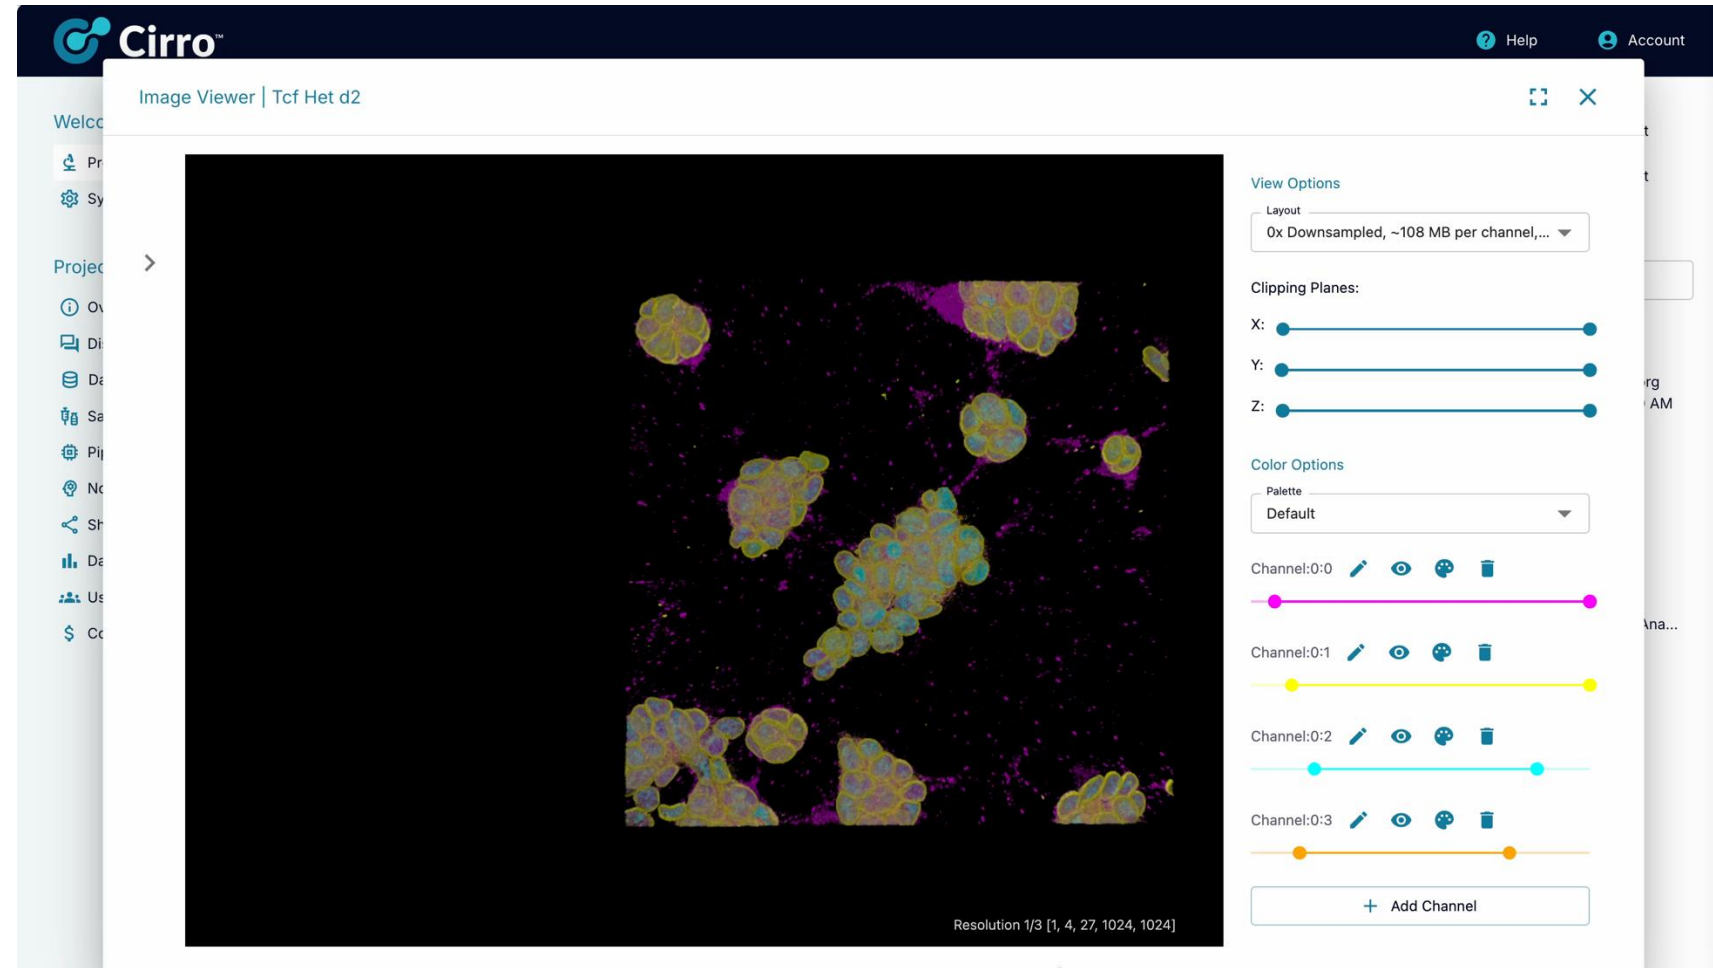 Cirro™
Help
Account
Image Viewer | Tcf Het d2
View Options
Layout
0x Downsampled, ~108 MB per channel,...
Clipping Planes:
X:
Y:
Z:
Color Options
Palette
Default
Channel:0:0
Channel:0:1
Channel:0:2
Channel:0:3
+ Add Channel
Resolution 1/3 [1, 4, 27, 1024, 1024]
Welco
Pr
Sy
Projec
Ov
Di
Da
Sa
Pi
No
Sh
Da
Us
Co
t
t
rg
AM
Ana...